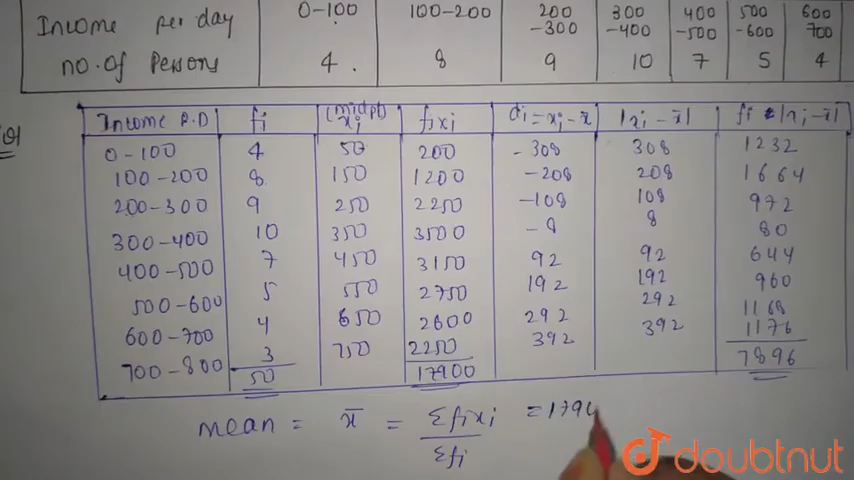 Income per day 0-100 100-200 200-300 300-400 400-500 500-600 600 700
no. of Persons 4 8 9 10 7 5 4
Income P.D fi (midpt) xi fixi di = xi - x̄ |xi - x̄| fi |xi - x̄|
0-100 4 50 200 -308 308 1232
100-200 8 150 1200 -208 208 1664
200-300 9 250 2250 -108 108 972
300-400 10 350 3500 -8 8 80
400-500 7 450 3150 92 92 644
500-600 5 550 2750 192 192 960
600-700 4 650 2600 292 292 1168
700-800 3 750 2250 392 392 1176
50 17900 7896
mean = x̄ = Σfixi / Σfi = 1790
doubtnut